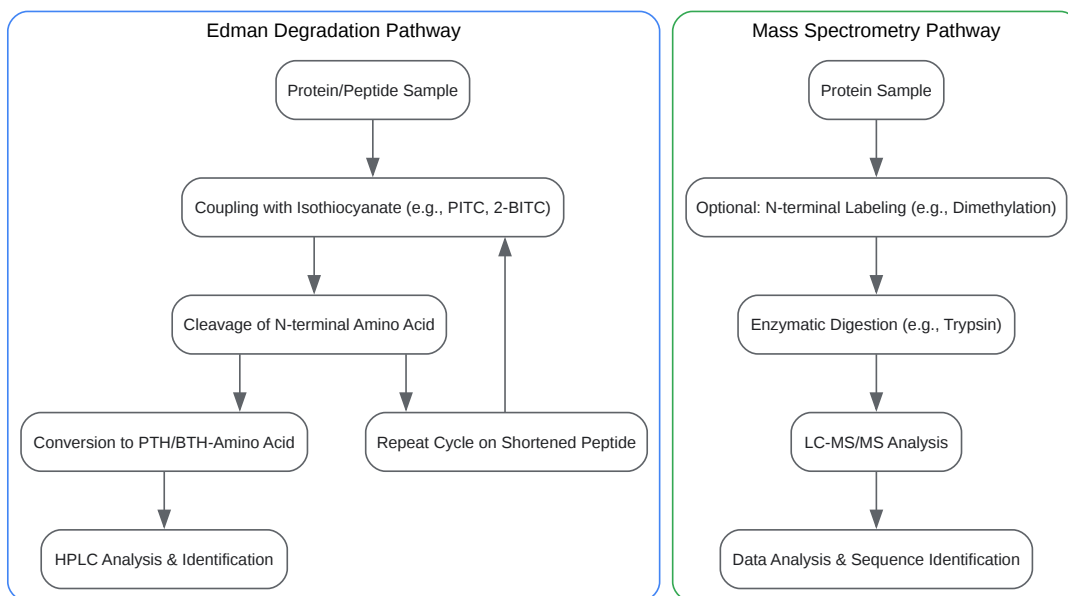 Edman Degradation Pathway
Protein/Peptide Sample
Coupling with Isothiocyanate (e.g., PITC, 2-BITC)
Cleavage of N-terminal Amino Acid
Conversion to PTH/BTH-Amino Acid
Repeat Cycle on Shortened Peptide
HPLC Analysis & Identification
Mass Spectrometry Pathway
Protein Sample
Optional: N-terminal Labeling (e.g., Dimethylation)
Enzymatic Digestion (e.g., Trypsin)
LC-MS/MS Analysis
Data Analysis & Sequence Identification